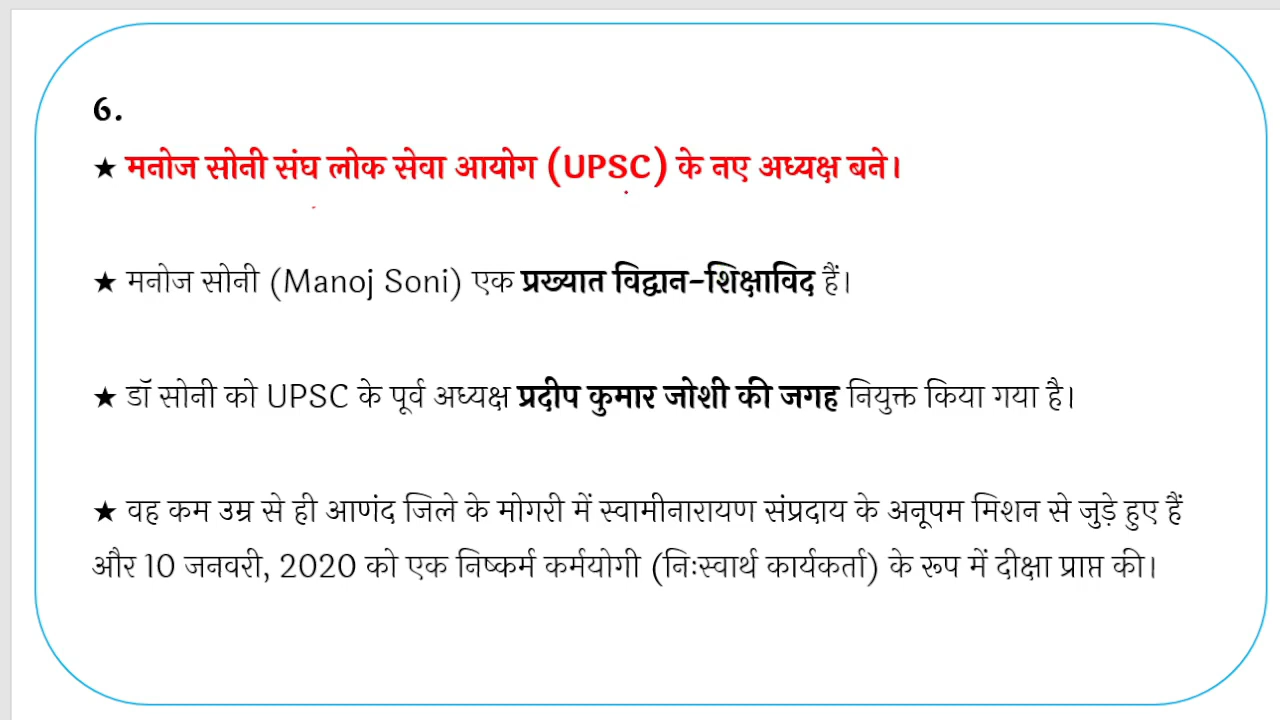 6.
★ मनोज सोनी संघ लोक सेवा आयोग (UPSC) के नए अध्यक्ष बने।
★ मनोज सोनी (Manoj Soni) एक प्रख्यात विद्वान-शिक्षाविद हैं।
★ डॉ सोनी को UPSC के पूर्व अध्यक्ष प्रदीप कुमार जोशी की जगह नियुक्त किया गया है।
★ वह कम उम्र से ही आणंद जिले के मोगरी में स्वामीनारायण संप्रदाय के अनूपम मिशन से जुड़े हुए हैं
और 10 जनवरी, 2020 को एक निष्कर्म कर्मयोगी (निःस्वार्थ कार्यकर्ता) के रूप में दीक्षा प्राप्त की।